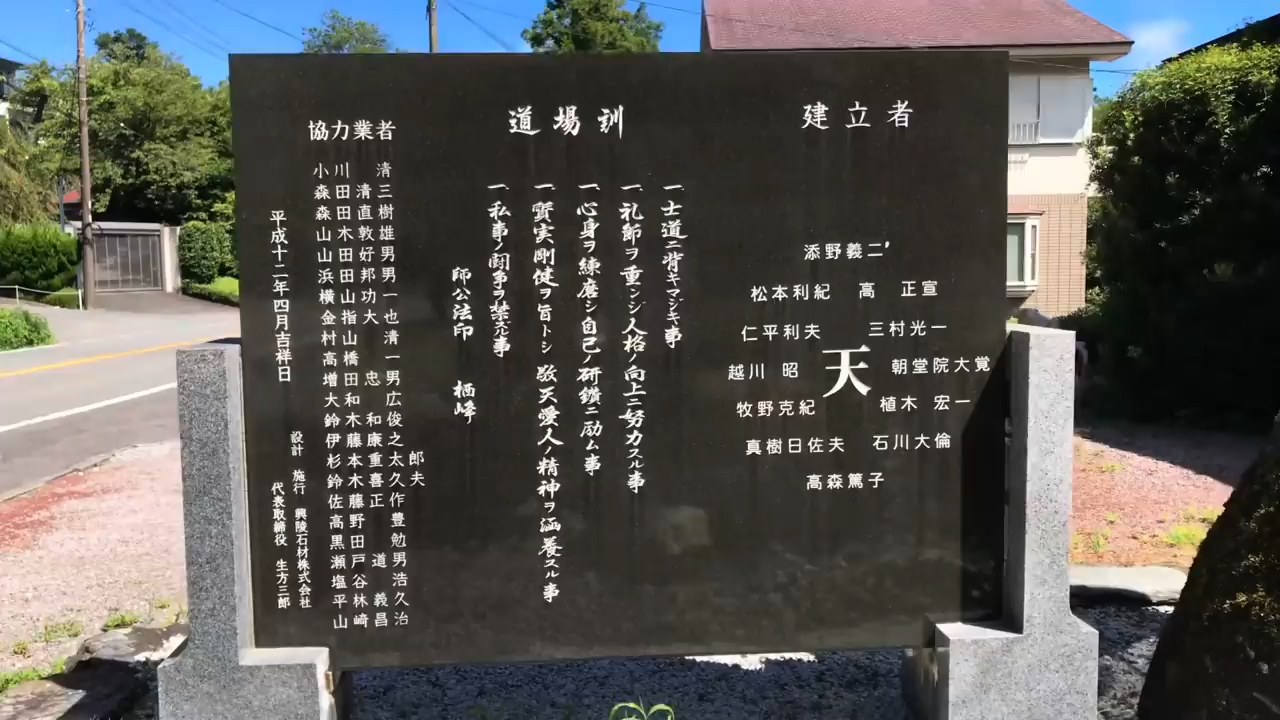 建立者
添野義二
松本利紀　高　正宣
仁平利夫　三村光一
越川　昭　天　朝堂院大覚
牧野克紀　植木　宏一
真樹日佐夫　石川大倫
高森篤子
道場訓
一、士道ニ背キマジキ事
一、礼節ヲ重ンジ人格ノ向上ニ努力スル事
一、心身ヲ練磨シ自己ノ研鑽ニ励ム事
一、質実剛健ヲ旨トシ敬天愛人ノ精神ヲ涵養スル事
一、私事ノ闘争ヲ禁ズル事
師公法印　栖峰
協力業者
小川　清
森田清三
森田直樹
山木敦雄
山田好男
浜田邦男
横山功一
金指大也
村山　清
高橋　一
増田忠男
大和　広
鈴木和俊
伊藤康之
杉本重太郎
鈴木喜久夫
佐藤正作
高野　豊
黒田　勉
瀬戸道男
塩谷　浩
平林義久
山崎昌治
平成十二年四月吉祥日
設計　施行　興陵石材株式会社
代表取締役　生方三郎